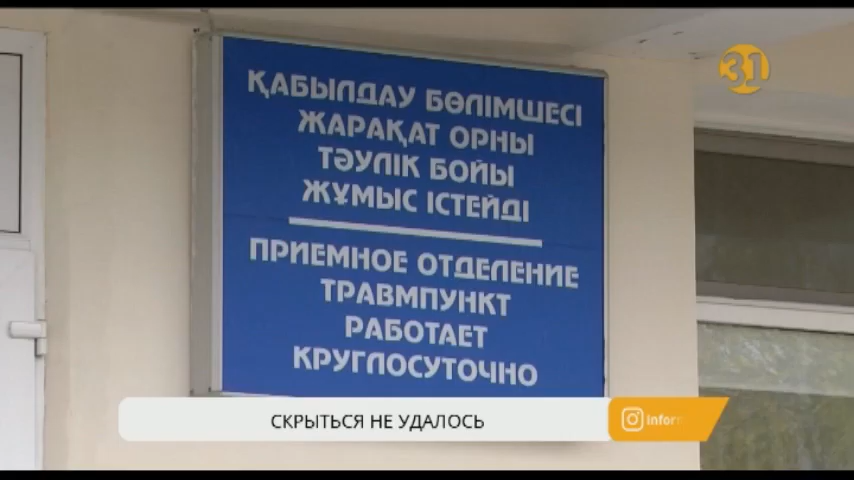 31
ҚАБЫЛДАУ БӨЛІМШЕСІ
ЖАРАҚАТ ОРНЫ
ТӘУЛІК БОЙЫ
ЖҰМЫС ІСТЕЙДІ
ПРИЕМНОЕ ОТДЕЛЕНИЕ
ТРАВМПУНКТ
РАБОТАЕТ
КРУГЛОСУТОЧНО
СКРЫТЬСЯ НЕ УДАЛОСЬ